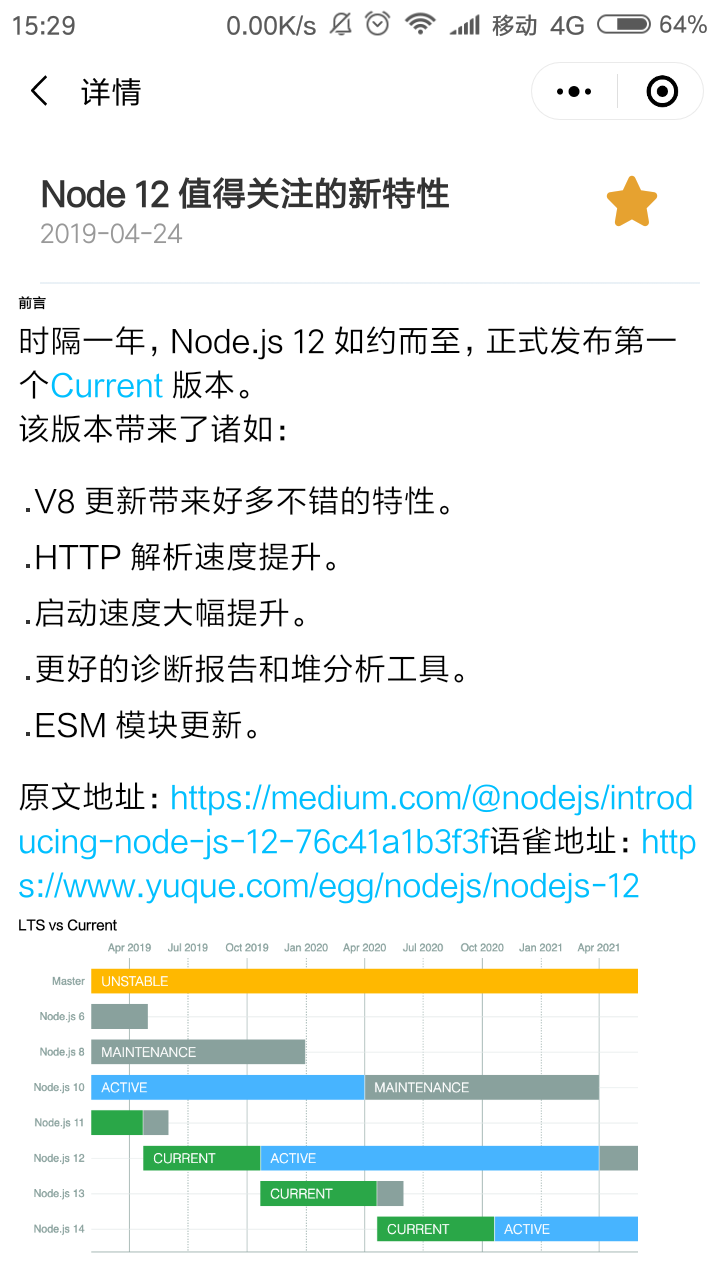 15:29 0.00K/s 移动 4G 64%
详情
Node 12 值得关注的新特性
2019-04-24
前言
时隔一年, Node.js 12 如约而至, 正式发布第一
个Current 版本。
该版本带来了诸如:
.V8 更新带来好多不错的特性。
.HTTP 解析速度提升。
.启动速度大幅提升。
.更好的诊断报告和堆分析工具。
.ESM 模块更新。
原文地址: https://medium.com/@nodejs/introd
ucing-node-js-12-76c41a1b3f3f语雀地址: http
s://www.yuque.com/egg/nodejs/nodejs-12
LTS vs Current
Apr 2019 Jul 2019 Oct 2019 Jan 2020 Apr 2020 Jul 2020 Oct 2020 Jan 2021 Apr 2021
Master UNSTABLE
Node.js 6
Node.js 8 MAINTENANCE
Node.js 10 ACTIVE MAINTENANCE
Node.js 11
Node.js 12 CURRENT ACTIVE
Node.js 13 CURRENT
Node.js 14 CURRENT ACTIVE